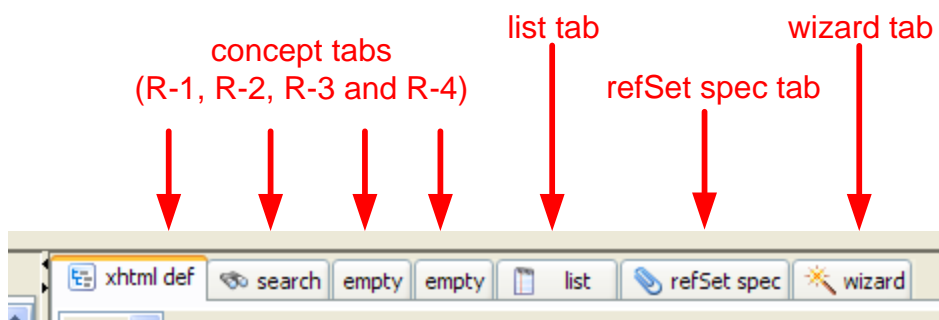 list tab
wizard tab
concept tabs
(R-1, R-2, R-3 and R-4)
refSet spec tab
xhtml def
search
empty
empty
list
refSet spec
wizard